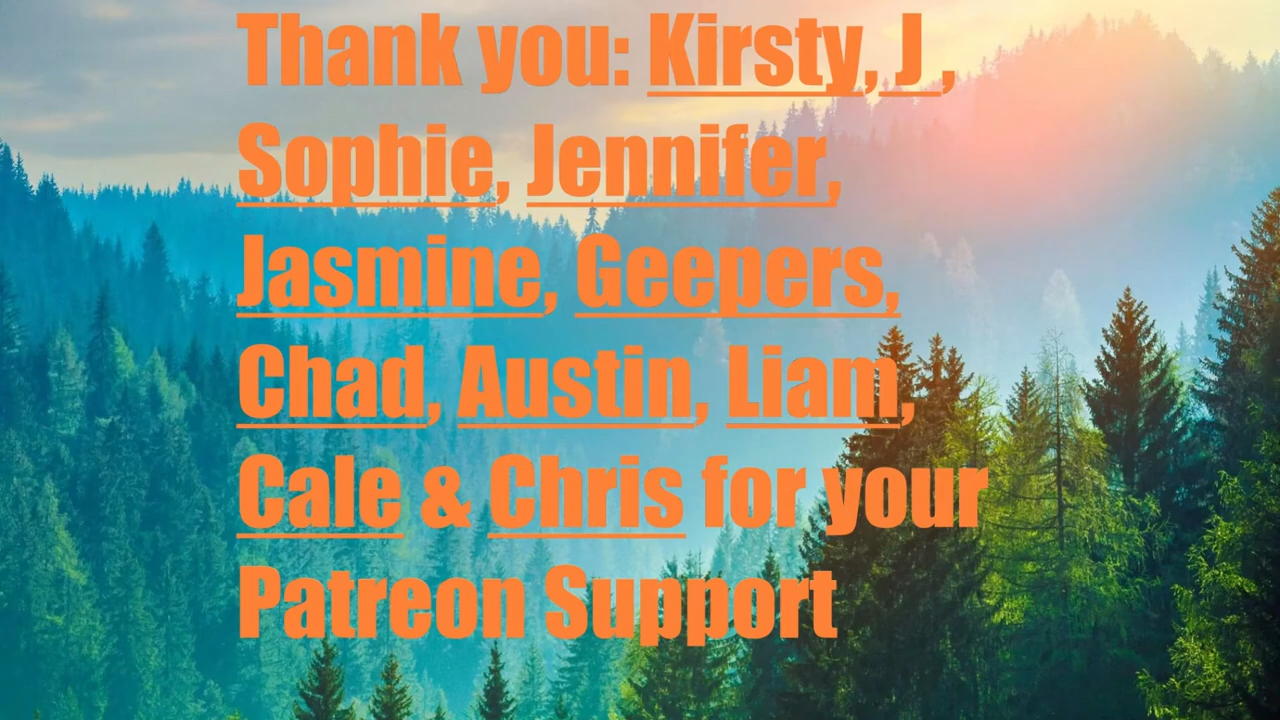 Thank you: Kirsty, J ,
Sophie, Jennifer,
Jasmine, Geepers,
Chad, Austin, Liam,
Cale & Chris for your
Patreon Support